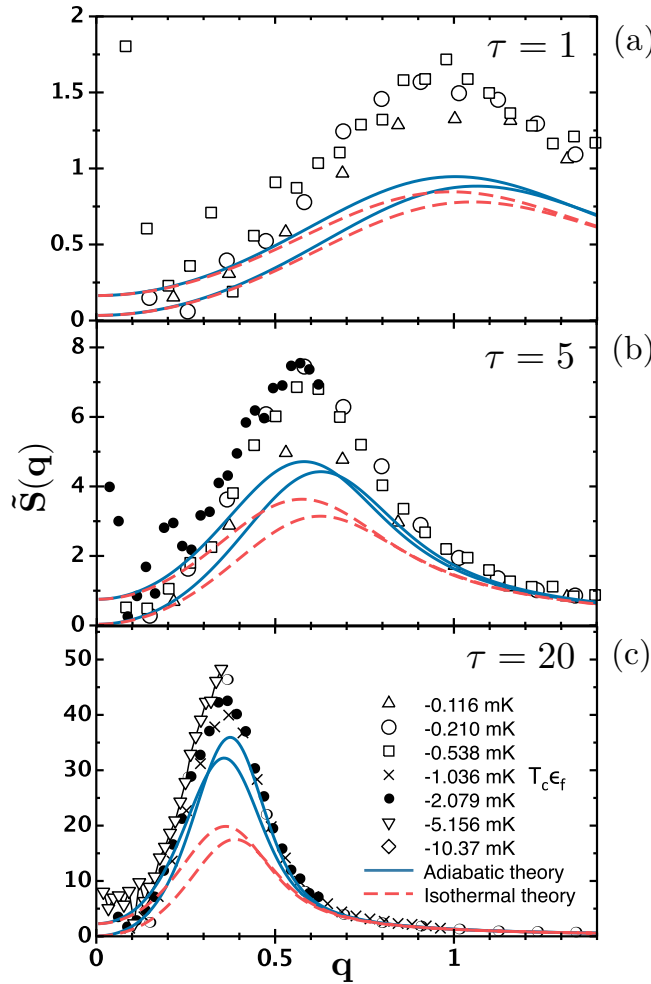 2
1.5
1
0.5
0
τ = 1
(a)
8
6
4
2
0
τ = 5
(b)
S̃(q)
50
40
30
20
10
0
τ = 20
(c)
-0.116 mK
-0.210 mK
-0.538 mK
-1.036 mK
T_cϵ_f
-2.079 mK
-5.156 mK
-10.37 mK
Adiabatic theory
Isothermal theory
0 0.5 1
q